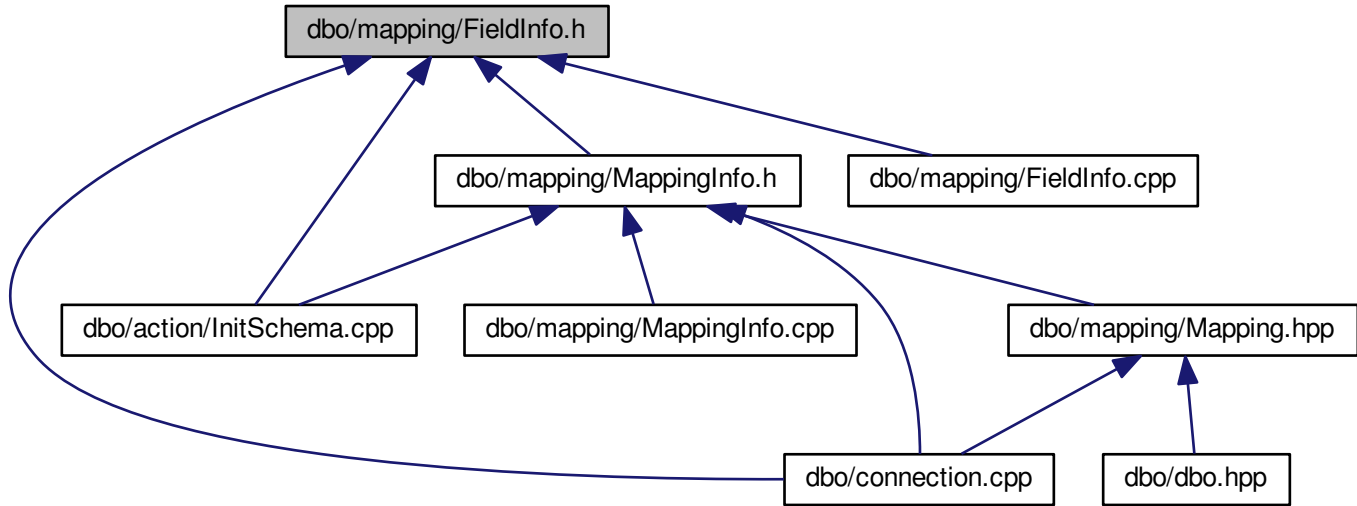 dbo/mapping/FieldInfo.h
dbo/mapping/MappingInfo.h
dbo/mapping/FieldInfo.cpp
dbo/action/InitSchema.cpp
dbo/mapping/MappingInfo.cpp
dbo/mapping/Mapping.hpp
dbo/connection.cpp
dbo/dbo.hpp